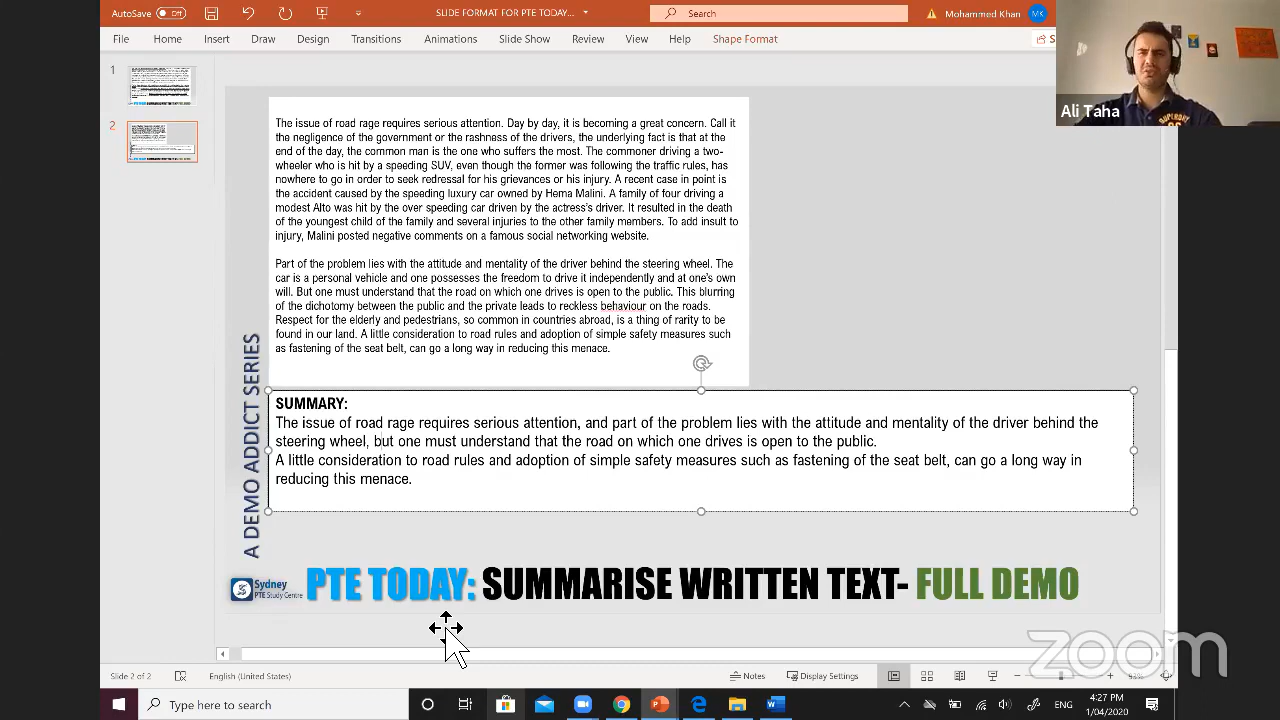 AutoSave Off
SLIDE FORMAT FOR PTE TODAY...
Search
Mohammed Khan
MK
File Home Insert Draw Design Transitions Animations Slide Show Review View Help Shape Format
Ali Taha
1
2
The issue of road rage requires serious attention. Day by day, it is becoming a great concern. Call it
the negligence of the government or the restlessness of the drivers, the underlying fact is that at the
end of the day, the common man is the one who suffers the most. The commoner driving a two-
wheeler who is hit by a speeding SUV, even though the former was following the traffic rules, has
nowhere to go in order to seek redressal for his grievances or his injury. A recent case in point is
the accident caused by the speeding luxury car owned by Hema Malini. A family of four driving a
modest Alto was hit by the over speeding car driven by the actress's driver. It resulted in the death
of the youngest child of the family and several injuries to the other family members. To add insult to
injury, Malini posted negative comments on a famous social networking website.
Part of the problem lies with the attitude and mentality of the driver behind the steering wheel. The
car is a personal vehicle and one possesses the freedom to drive it independently and at one's own
will. But one must understand that the road on which one drives is open to the public. This blurring
of the dichotomy between the public and the private leads to reckless behaviour on the roads.
Respect for the elderly and pedestrians, so common in countries abroad, is a thing of rarity to be
found in our land. A little consideration to road rules and adoption of simple safety measures such
as fastening of the seat belt, can go a long way in reducing this menace.
A DEMO ADDICT SERIES
SUMMARY:
The issue of road rage requires serious attention, and part of the problem lies with the attitude and mentality of the driver behind the
steering wheel, but one must understand that the road on which one drives is open to the public.
A little consideration to road rules and adoption of simple safety measures such as fastening of the seat belt, can go a long way in
reducing this menace.
Sydney
PTE Study Centre
PTE TODAY: SUMMARISE WRITTEN TEXT- FULL DEMO
zoom
Slide 2 of 2
English (United States)
Notes
Display Settings
Type here to search
ENG
4:27 PM
1/04/2020